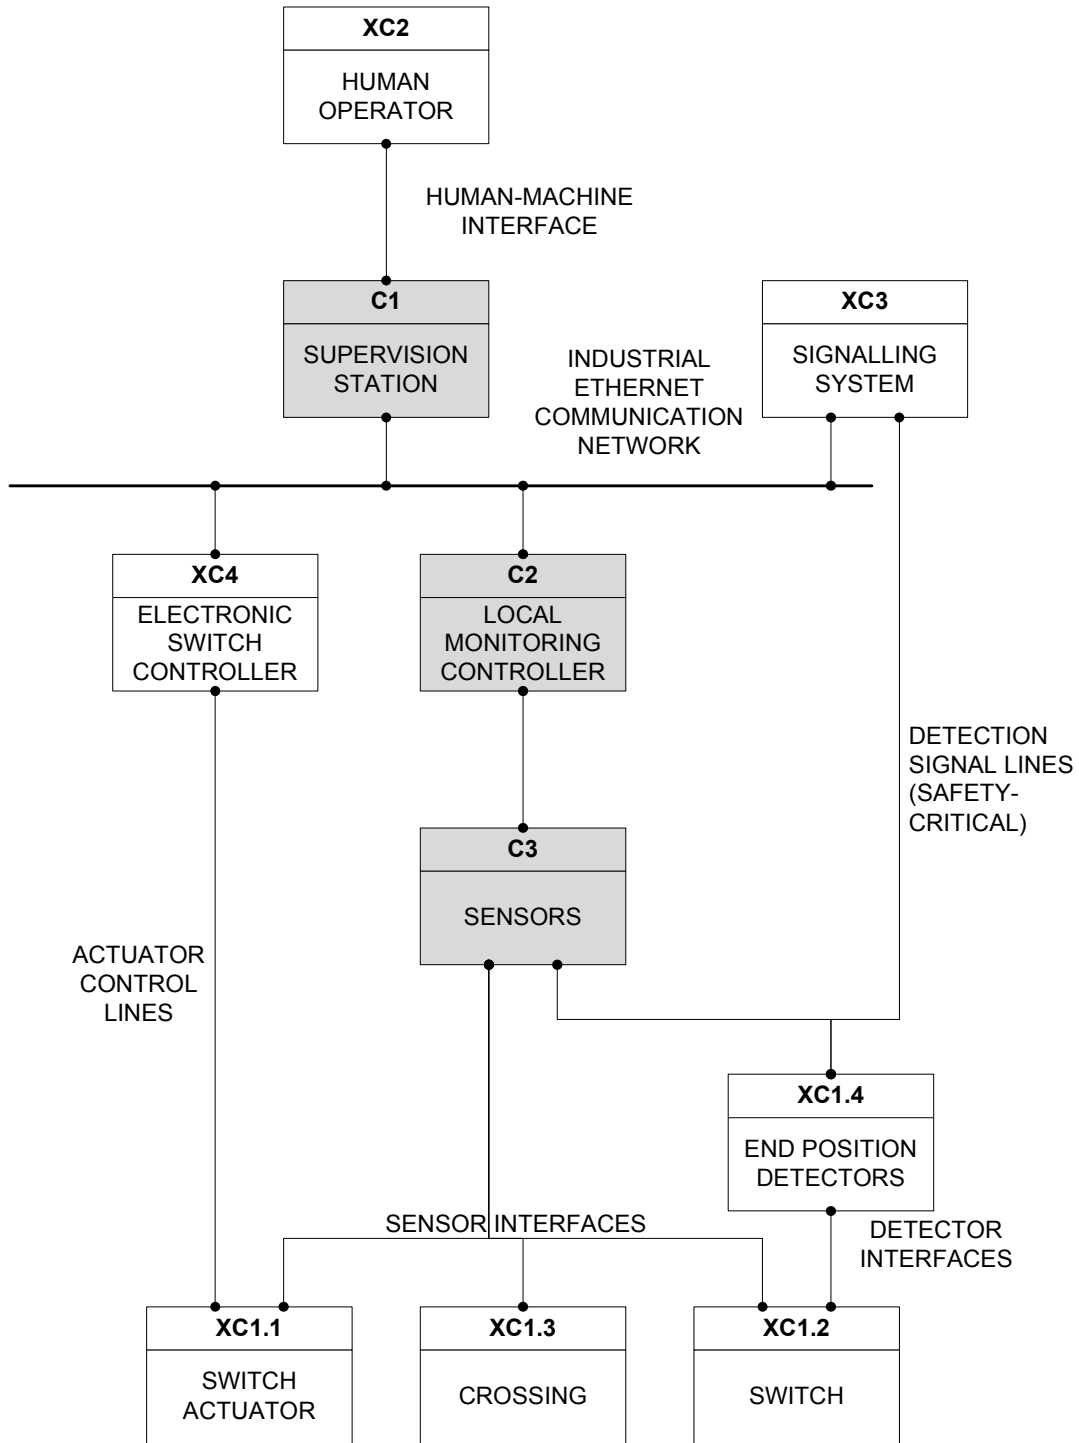 XC2
HUMAN
OPERATOR
HUMAN-MACHINE
INTERFACE
C1
SUPERVISION
STATION
XC3
SIGNALLING
SYSTEM
INDUSTRIAL
ETHERNET
COMMUNICATION
NETWORK
XC4
ELECTRONIC
SWITCH
CONTROLLER
C2
LOCAL
MONITORING
CONTROLLER
DETECTION
SIGNAL LINES
(SAFETY-
CRITICAL)
C3
SENSORS
ACTUATOR
CONTROL
LINES
XC1.4
END POSITION
DETECTORS
SENSOR INTERFACES
DETECTOR
INTERFACES
XC1.1
SWITCH
ACTUATOR
XC1.3
CROSSING
XC1.2
SWITCH